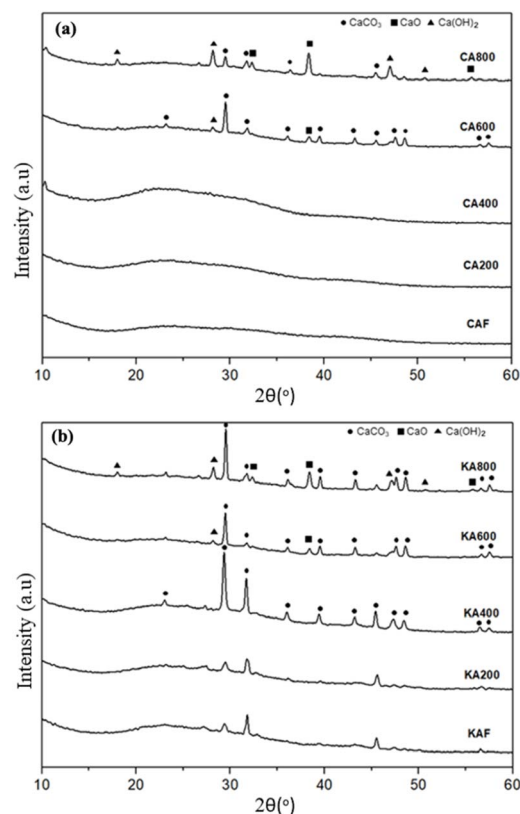 (a)
● CaCO₃ ■ CaO ▲ Ca(OH)₂
CA800
CA600
CA400
CA200
CAF
Intensity (a.u)
10 20 30 40 50 60
2θ(°)
(b)
● CaCO₃ ■ CaO ▲ Ca(OH)₂
KA800
KA600
KA400
KA200
KAF
Intensity (a.u)
10 20 30 40 50 60
2θ(°)